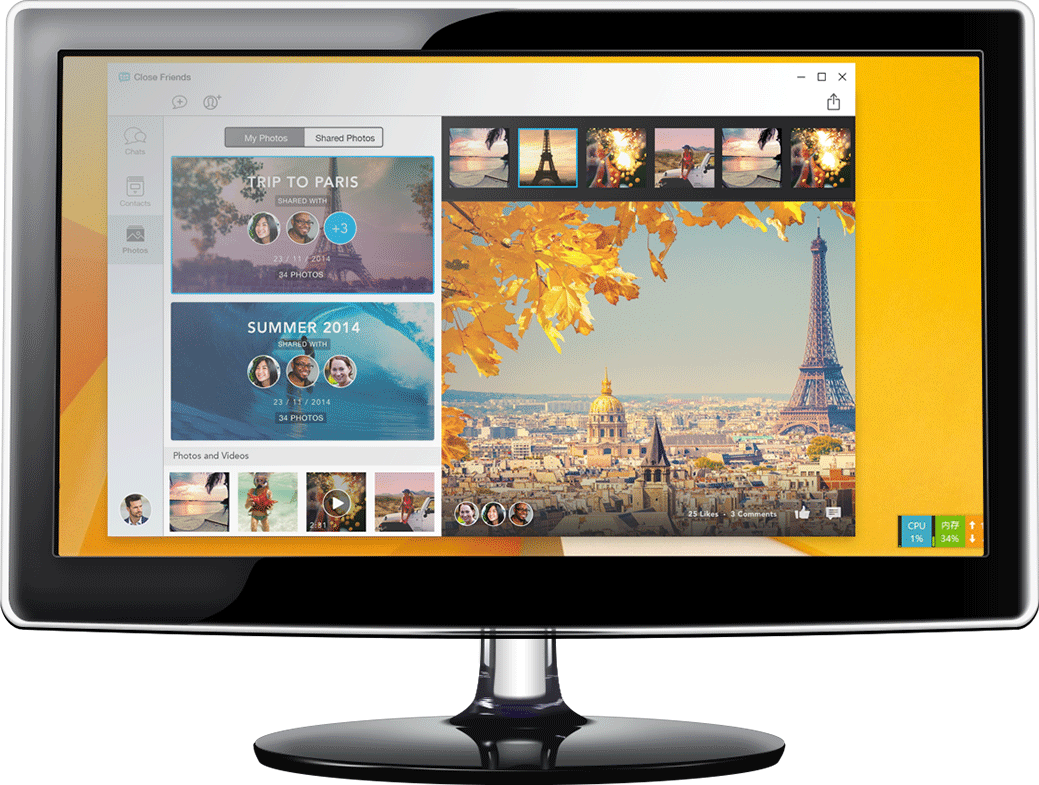 Close Friends
Chats
Contacts
Photos
My Photos
Shared Photos
TRIP TO PARIS
SHARED WITH
+3
23 / 11 / 2014
34 PHOTOS
SUMMER 2014
SHARED WITH
23 / 11 / 2014
34 PHOTOS
Photos and Videos
2:31
25 Likes • 3 Comments
CPU
1%
内存
34%